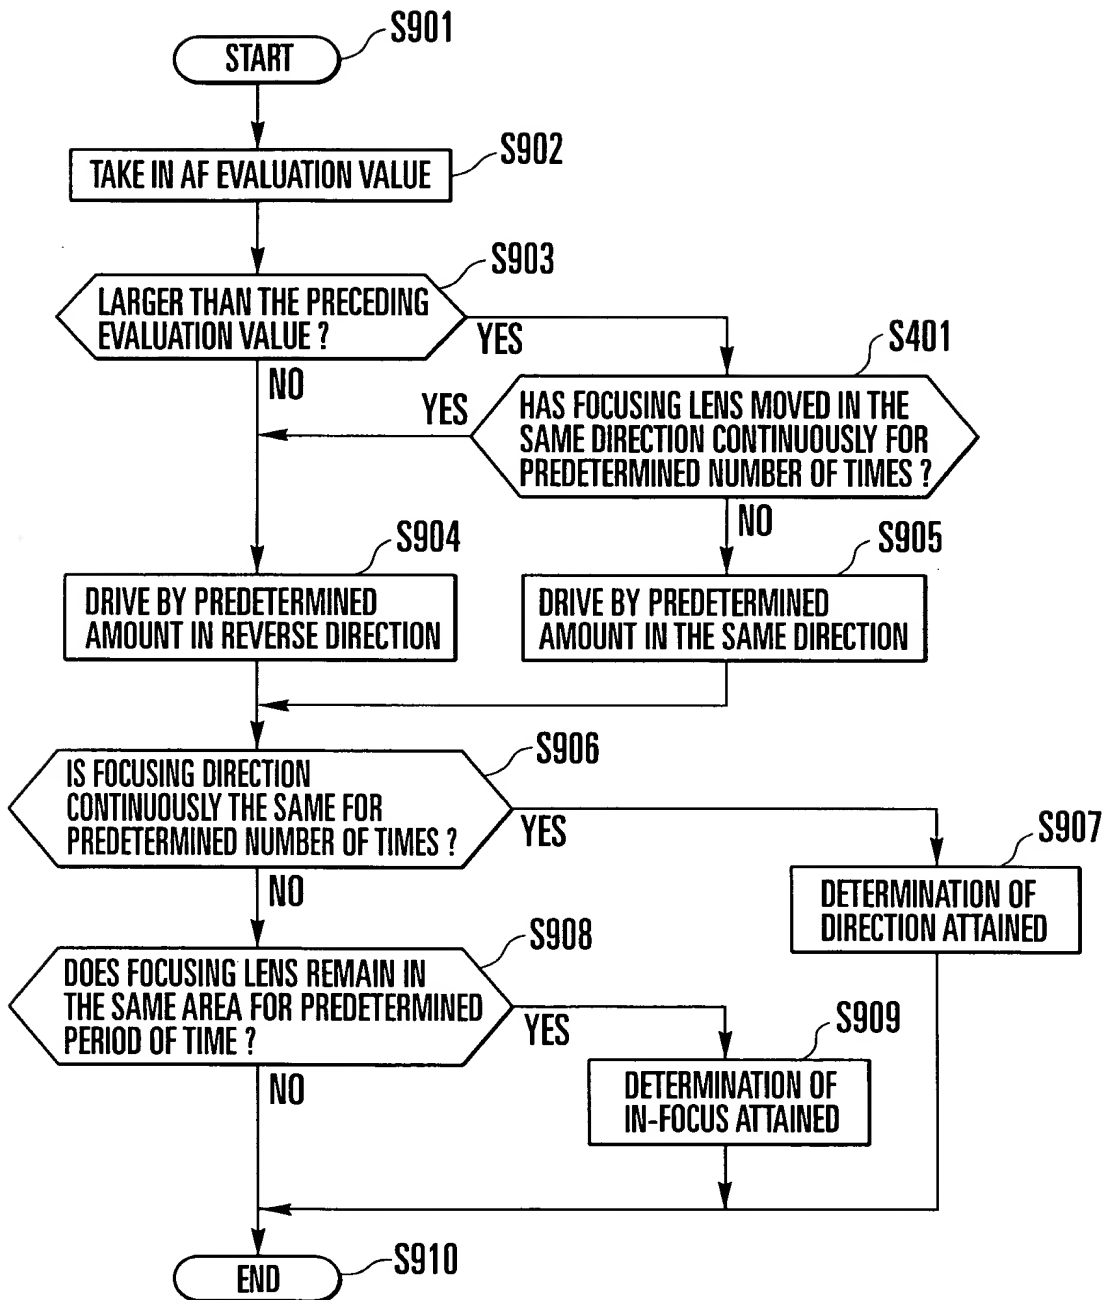 START
S901
TAKE IN AF EVALUATION VALUE
S902
LARGER THAN THE PRECEDING
EVALUATION VALUE ?
S903
YES
NO
HAS FOCUSING LENS MOVED IN THE
SAME DIRECTION CONTINUOUSLY FOR
PREDETERMINED NUMBER OF TIMES ?
S401
YES
NO
DRIVE BY PREDETERMINED
AMOUNT IN REVERSE DIRECTION
S904
DRIVE BY PREDETERMINED
AMOUNT IN THE SAME DIRECTION
S905
IS FOCUSING DIRECTION
CONTINUOUSLY THE SAME FOR
PREDETERMINED NUMBER OF TIMES ?
S906
YES
NO
DETERMINATION OF
DIRECTION ATTAINED
S907
DOES FOCUSING LENS REMAIN IN
THE SAME AREA FOR PREDETERMINED
PERIOD OF TIME ?
S908
YES
NO
DETERMINATION OF
IN-FOCUS ATTAINED
S909
END
S910